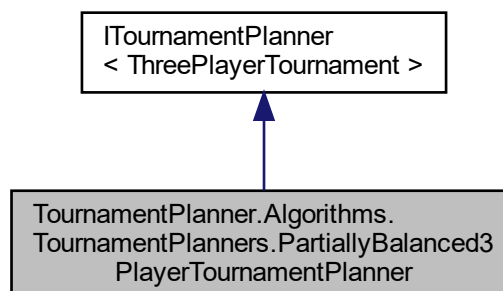 ITournamentPlanner
< ThreePlayerTournament >
TournamentPlanner.Algorithms.
TournamentPlanners.PartiallyBalanced3
PlayerTournamentPlanner